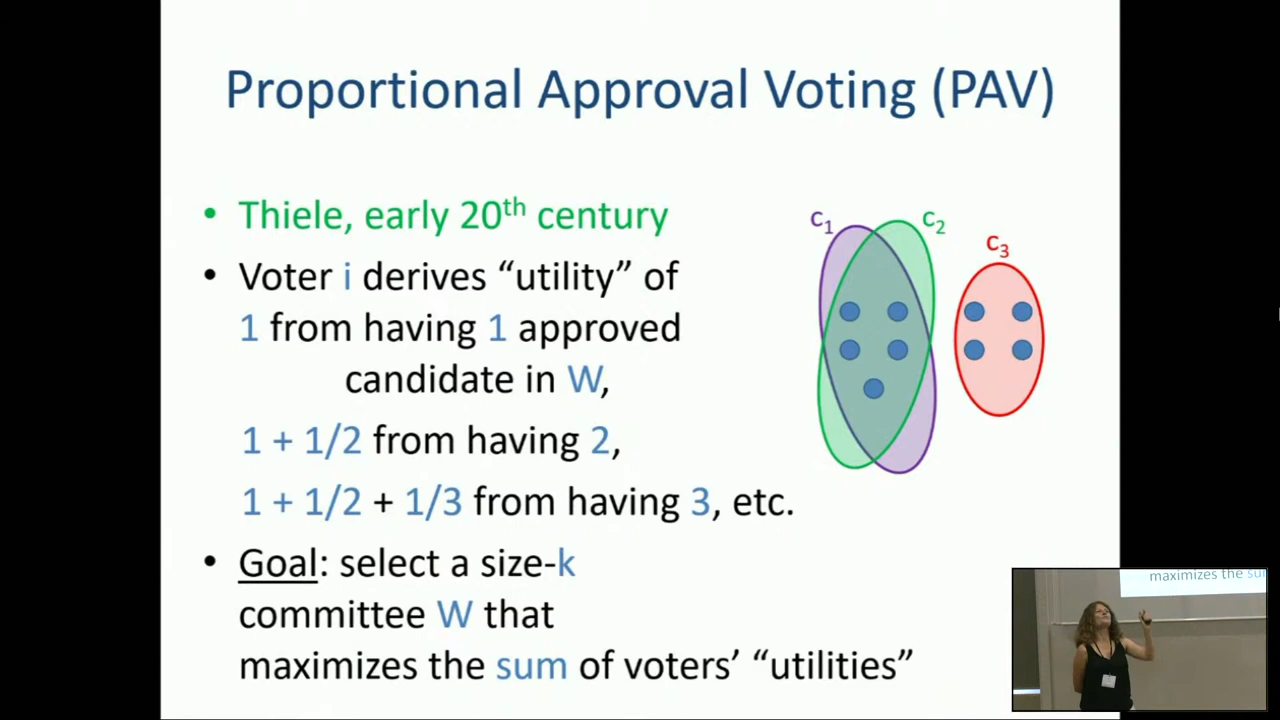 Proportional Approval Voting (PAV)
• Thiele, early 20th century
• Voter i derives “utility” of
1 from having 1 approved
candidate in W,
1 + 1/2 from having 2,
1 + 1/2 + 1/3 from having 3, etc.
• Goal: select a size-k
committee W that
maximizes the sum of voters’ “utilities”
c1
c2
c3
maximizes the su